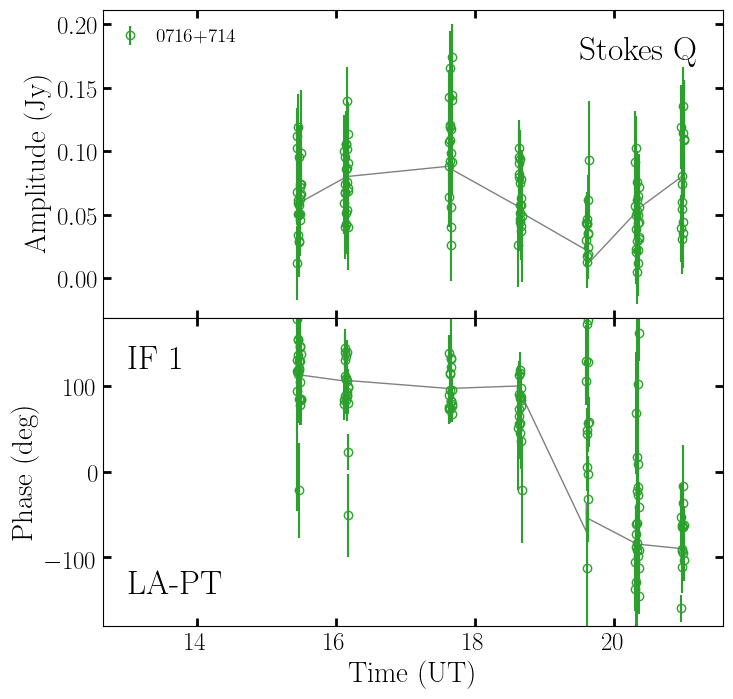 0716+714
Stokes Q
0.20
0.15
0.10
0.05
0.00
Amplitude (Jy)
IF 1
100
0
−100
Phase (deg)
LA-PT
14 16 18 20
Time (UT)